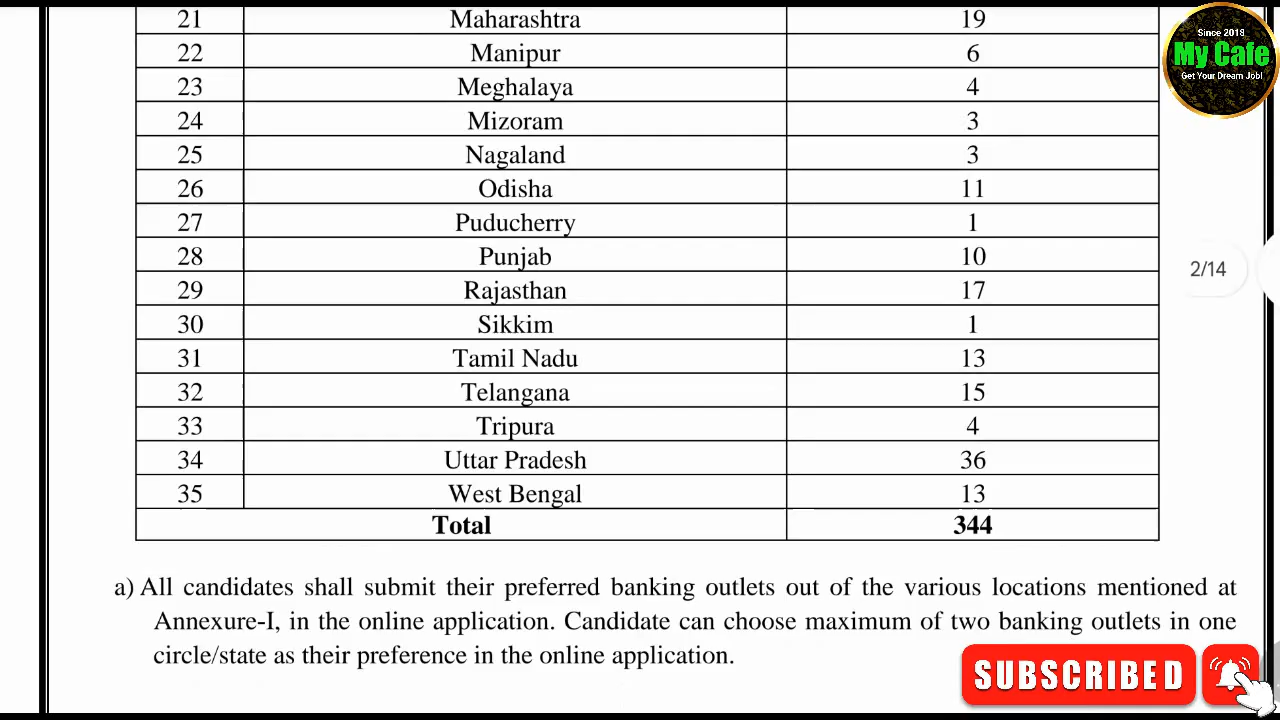 21 Maharashtra 19
22 Manipur 6
23 Meghalaya 4
24 Mizoram 3
25 Nagaland 3
26 Odisha 11
27 Puducherry 1
28 Punjab 10
29 Rajasthan 17
30 Sikkim 1
31 Tamil Nadu 13
32 Telangana 15
33 Tripura 4
34 Uttar Pradesh 36
35 West Bengal 13
Total 344
a) All candidates shall submit their preferred banking outlets out of the various locations mentioned at
Annexure-I, in the online application. Candidate can choose maximum of two banking outlets in one
circle/state as their preference in the online application.
Since 2018
My Cafe
Get Your Dream Job!
2/14
SUBSCRIBED